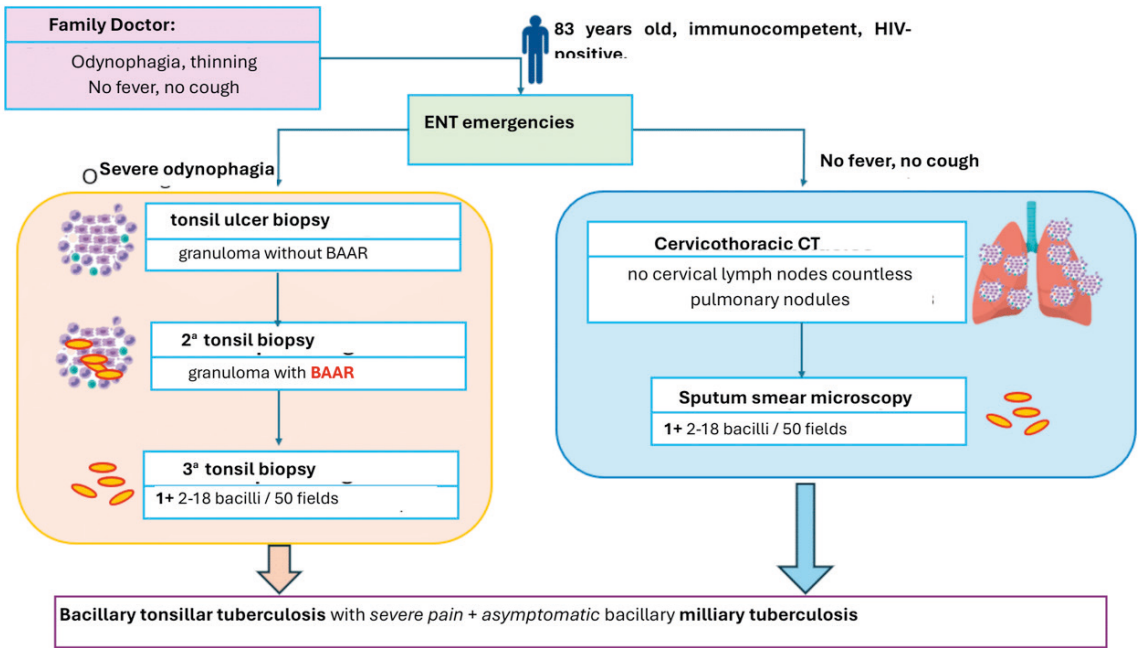 Family Doctor:
Odynophagia, thinning
No fever, no cough
83 years old, immunocompetent, HIV-
positive.
ENT emergencies
Severe odynophagia
No fever, no cough
tonsil ulcer biopsy
granuloma without BAAR
2ª tonsil biopsy
granuloma with BAAR
3ª tonsil biopsy
1+ 2-18 bacilli / 50 fields
Cervicothoracic CT
no cervical lymph nodes countless
pulmonary nodules
Sputum smear microscopy
1+ 2-18 bacilli / 50 fields
Bacillary tonsillar tuberculosis with severe pain + asymptomatic bacillary milliary tuberculosis